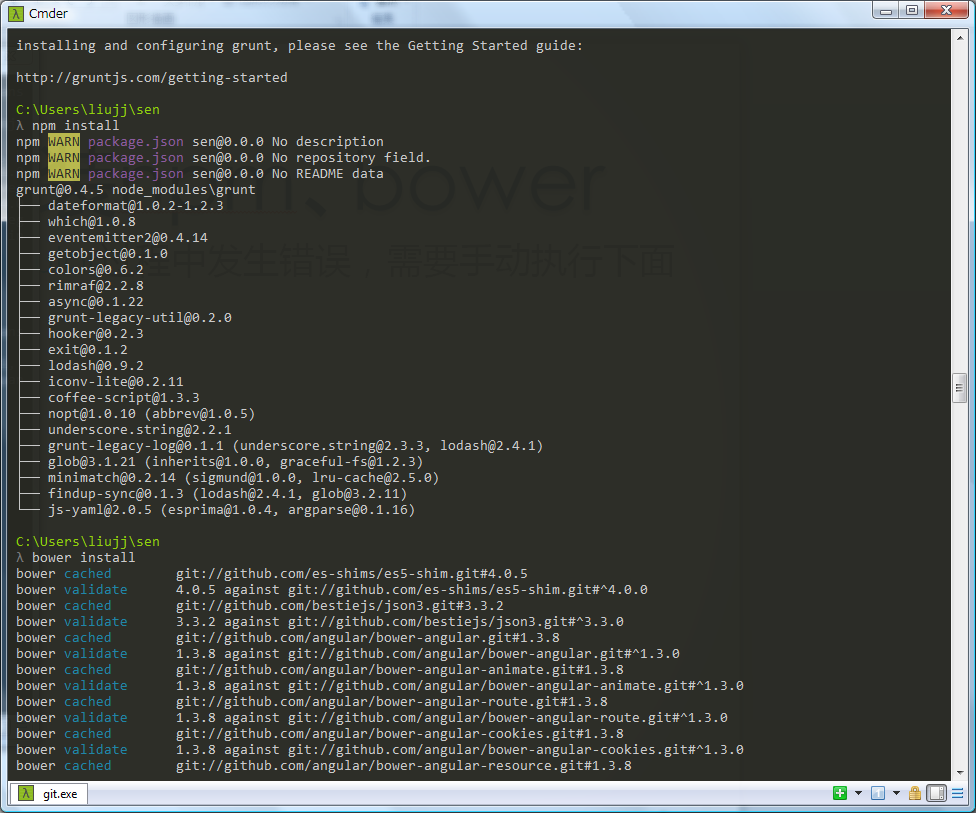 Cmder
installing and configuring grunt, please see the Getting Started guide:
http://gruntjs.com/getting-started
C:\Users\liujj\sen
λ npm install
npm WARN package.json sen@0.0.0 No description
npm WARN package.json sen@0.0.0 No repository field.
npm WARN package.json sen@0.0.0 No README data
grunt@0.4.5 node_modules\grunt
├── dateformat@1.0.2-1.2.3
├── which@1.0.8
├── eventemitter2@0.4.14
├── getobject@0.1.0
├── colors@0.6.2
├── rimraf@2.2.8
├── async@0.1.22
├── grunt-legacy-util@0.2.0
├── hooker@0.2.3
├── exit@0.1.2
├── lodash@0.9.2
├── iconv-lite@0.2.11
├── coffee-script@1.3.3
├── nopt@1.0.10 (abbrev@1.0.5)
├── underscore.string@2.2.1
├── grunt-legacy-log@0.1.1 (underscore.string@2.3.3, lodash@2.4.1)
├── glob@3.1.21 (inherits@1.0.0, graceful-fs@1.2.3)
├── minimatch@0.2.14 (sigmund@1.0.0, lru-cache@2.5.0)
├── findup-sync@0.1.3 (lodash@2.4.1, glob@3.2.11)
└── js-yaml@2.0.5 (esprima@1.0.4, argparse@0.1.16)
C:\Users\liujj\sen
λ bower install
bower cached git://github.com/es-shims/es5-shim.git#4.0.5
bower validate 4.0.5 against git://github.com/es-shims/es5-shim.git#^4.0.0
bower cached git://github.com/bestiejs/json3.git#3.3.2
bower validate 3.3.2 against git://github.com/bestiejs/json3.git#^3.3.0
bower cached git://github.com/angular/bower-angular.git#1.3.8
bower validate 1.3.8 against git://github.com/angular/bower-angular.git#^1.3.0
bower cached git://github.com/angular/bower-angular-animate.git#1.3.8
bower validate 1.3.8 against git://github.com/angular/bower-angular-animate.git#^1.3.0
bower cached git://github.com/angular/bower-angular-route.git#1.3.8
bower validate 1.3.8 against git://github.com/angular/bower-angular-route.git#^1.3.0
bower cached git://github.com/angular/bower-angular-cookies.git#1.3.8
bower validate 1.3.8 against git://github.com/angular/bower-angular-cookies.git#^1.3.0
bower cached git://github.com/angular/bower-angular-resource.git#1.3.8
、bower
中发生错误，需要手动执行下面
λ git.exe